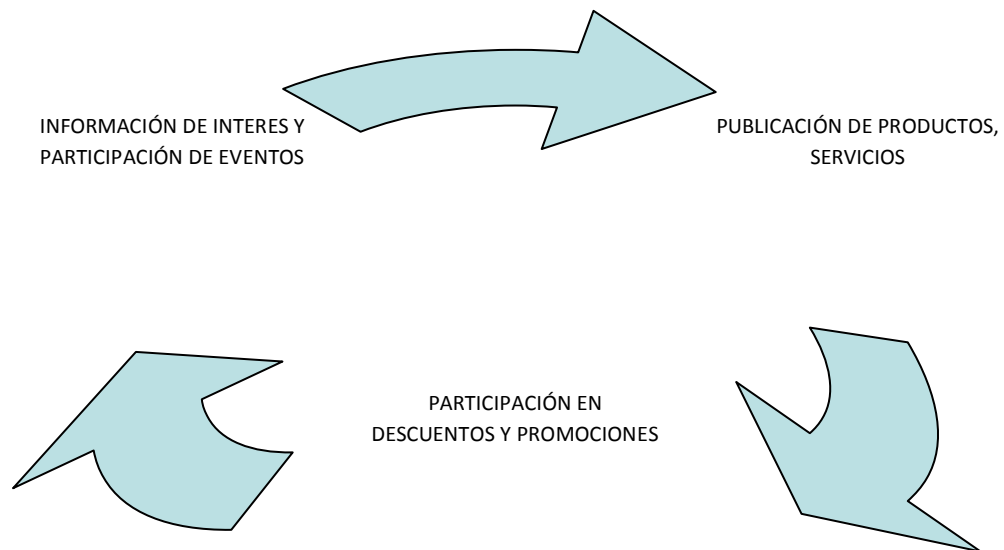 INFORMACIÓN DE INTERES Y
PARTICIPACIÓN DE EVENTOS
PUBLICACIÓN DE PRODUCTOS,
SERVICIOS
PARTICIPACIÓN EN
DESCUENTOS Y PROMOCIONES